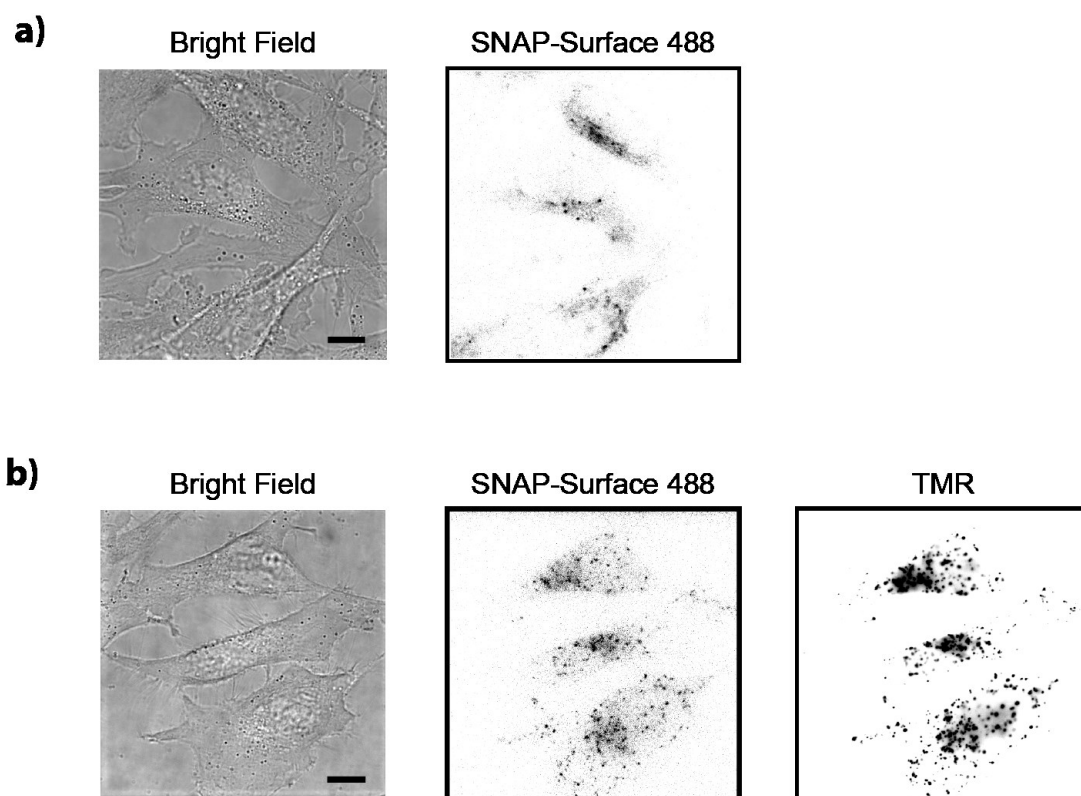 a)
Bright Field
SNAP-Surface 488
b)
Bright Field
SNAP-Surface 488
TMR